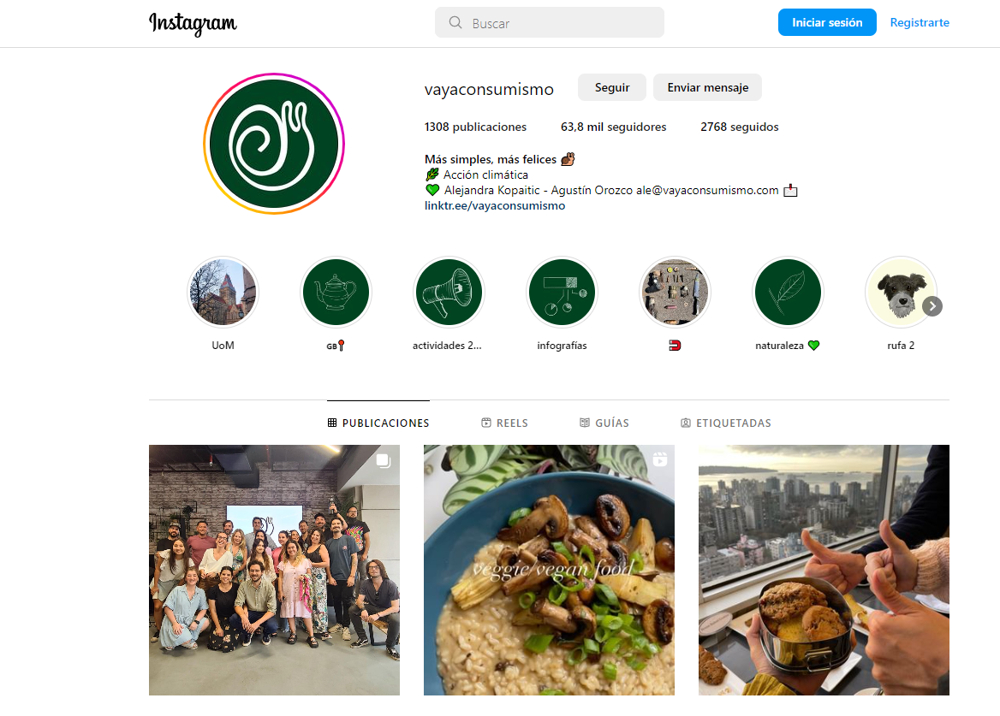 Instagram
Buscar
Iniciar sesión
Registrarte
vayaconsumismo
Seguir
Enviar mensaje
1308 publicaciones
63,8 mil seguidores
2768 seguidos
Más simples, más felices 🐌
🌿 Acción climática
💚 Alejandra Kopaitic - Agustín Orozco ale@vayaconsumismo.com 📩
linktr.ee/vayaconsumismo
UoM
GB📍
actividades 2...
infografías
🧲
naturaleza 💚
rufa 2
PUBLICACIONES
REELS
GUÍAS
ETIQUETADAS
veggie/vegan food